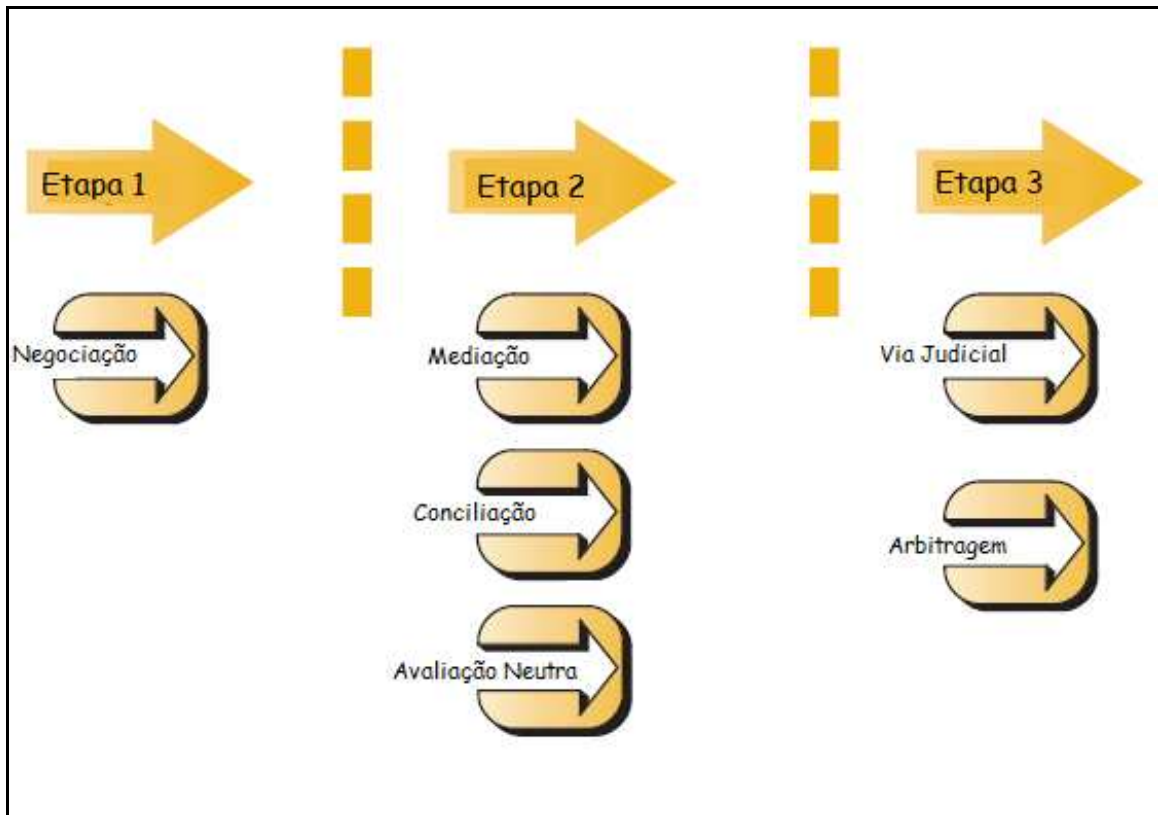 Etapa 1
Etapa 2
Etapa 3
Negociação
Mediação
Via Judicial
Conciliação
Arbitragem
Avaliação Neutra